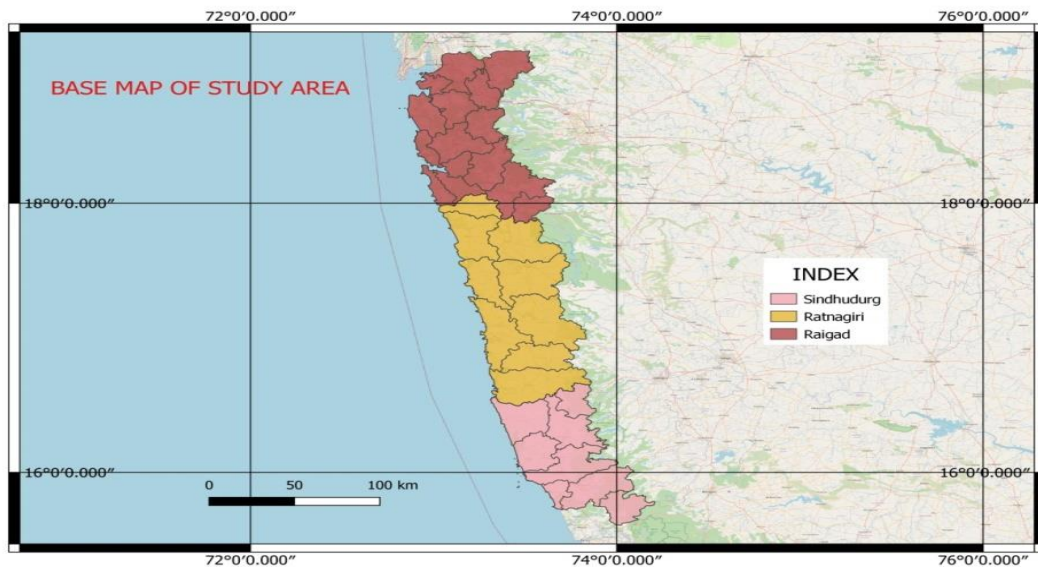 72°0′0.000″ 74°0′0.000″ 76°0′0.000″
BASE MAP OF STUDY AREA
18°0′0.000″ 18°0′0.000″
INDEX
Sindhudurg
Ratnagiri
Raigad
16°0′0.000″ 16°0′0.000″
0 50 100 km
72°0′0.000″ 74°0′0.000″ 76°0′0.000″